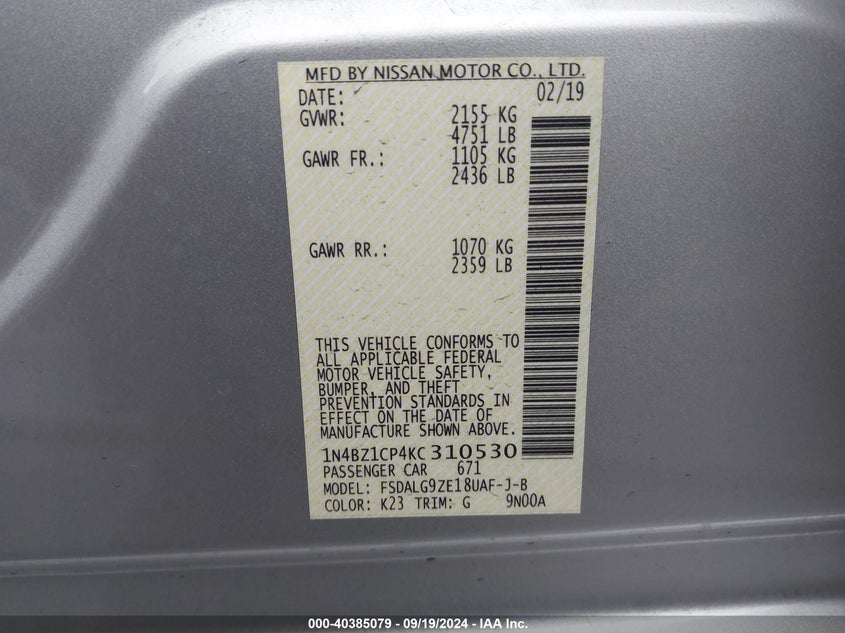 MFD BY NISSAN MOTOR CO., LTD.
DATE: 02/19
GVWR: 2155 KG
4751 LB
GAWR FR.: 1105 KG
2436 LB
GAWR RR.: 1070 KG
2359 LB
THIS VEHICLE CONFORMS TO
ALL APPLICABLE FEDERAL
MOTOR VEHICLE SAFETY,
BUMPER, AND THEFT
PREVENTION STANDARDS IN
EFFECT ON THE DATE OF
MANUFACTURE SHOWN ABOVE.
1N4BZ1CP4KC310530
PASSENGER CAR 671
MODEL: FSDALG9ZE18UAF-J-B
COLOR: K23 TRIM: G 9N00A
000-40385079 - 09/19/2024 - IAA Inc.